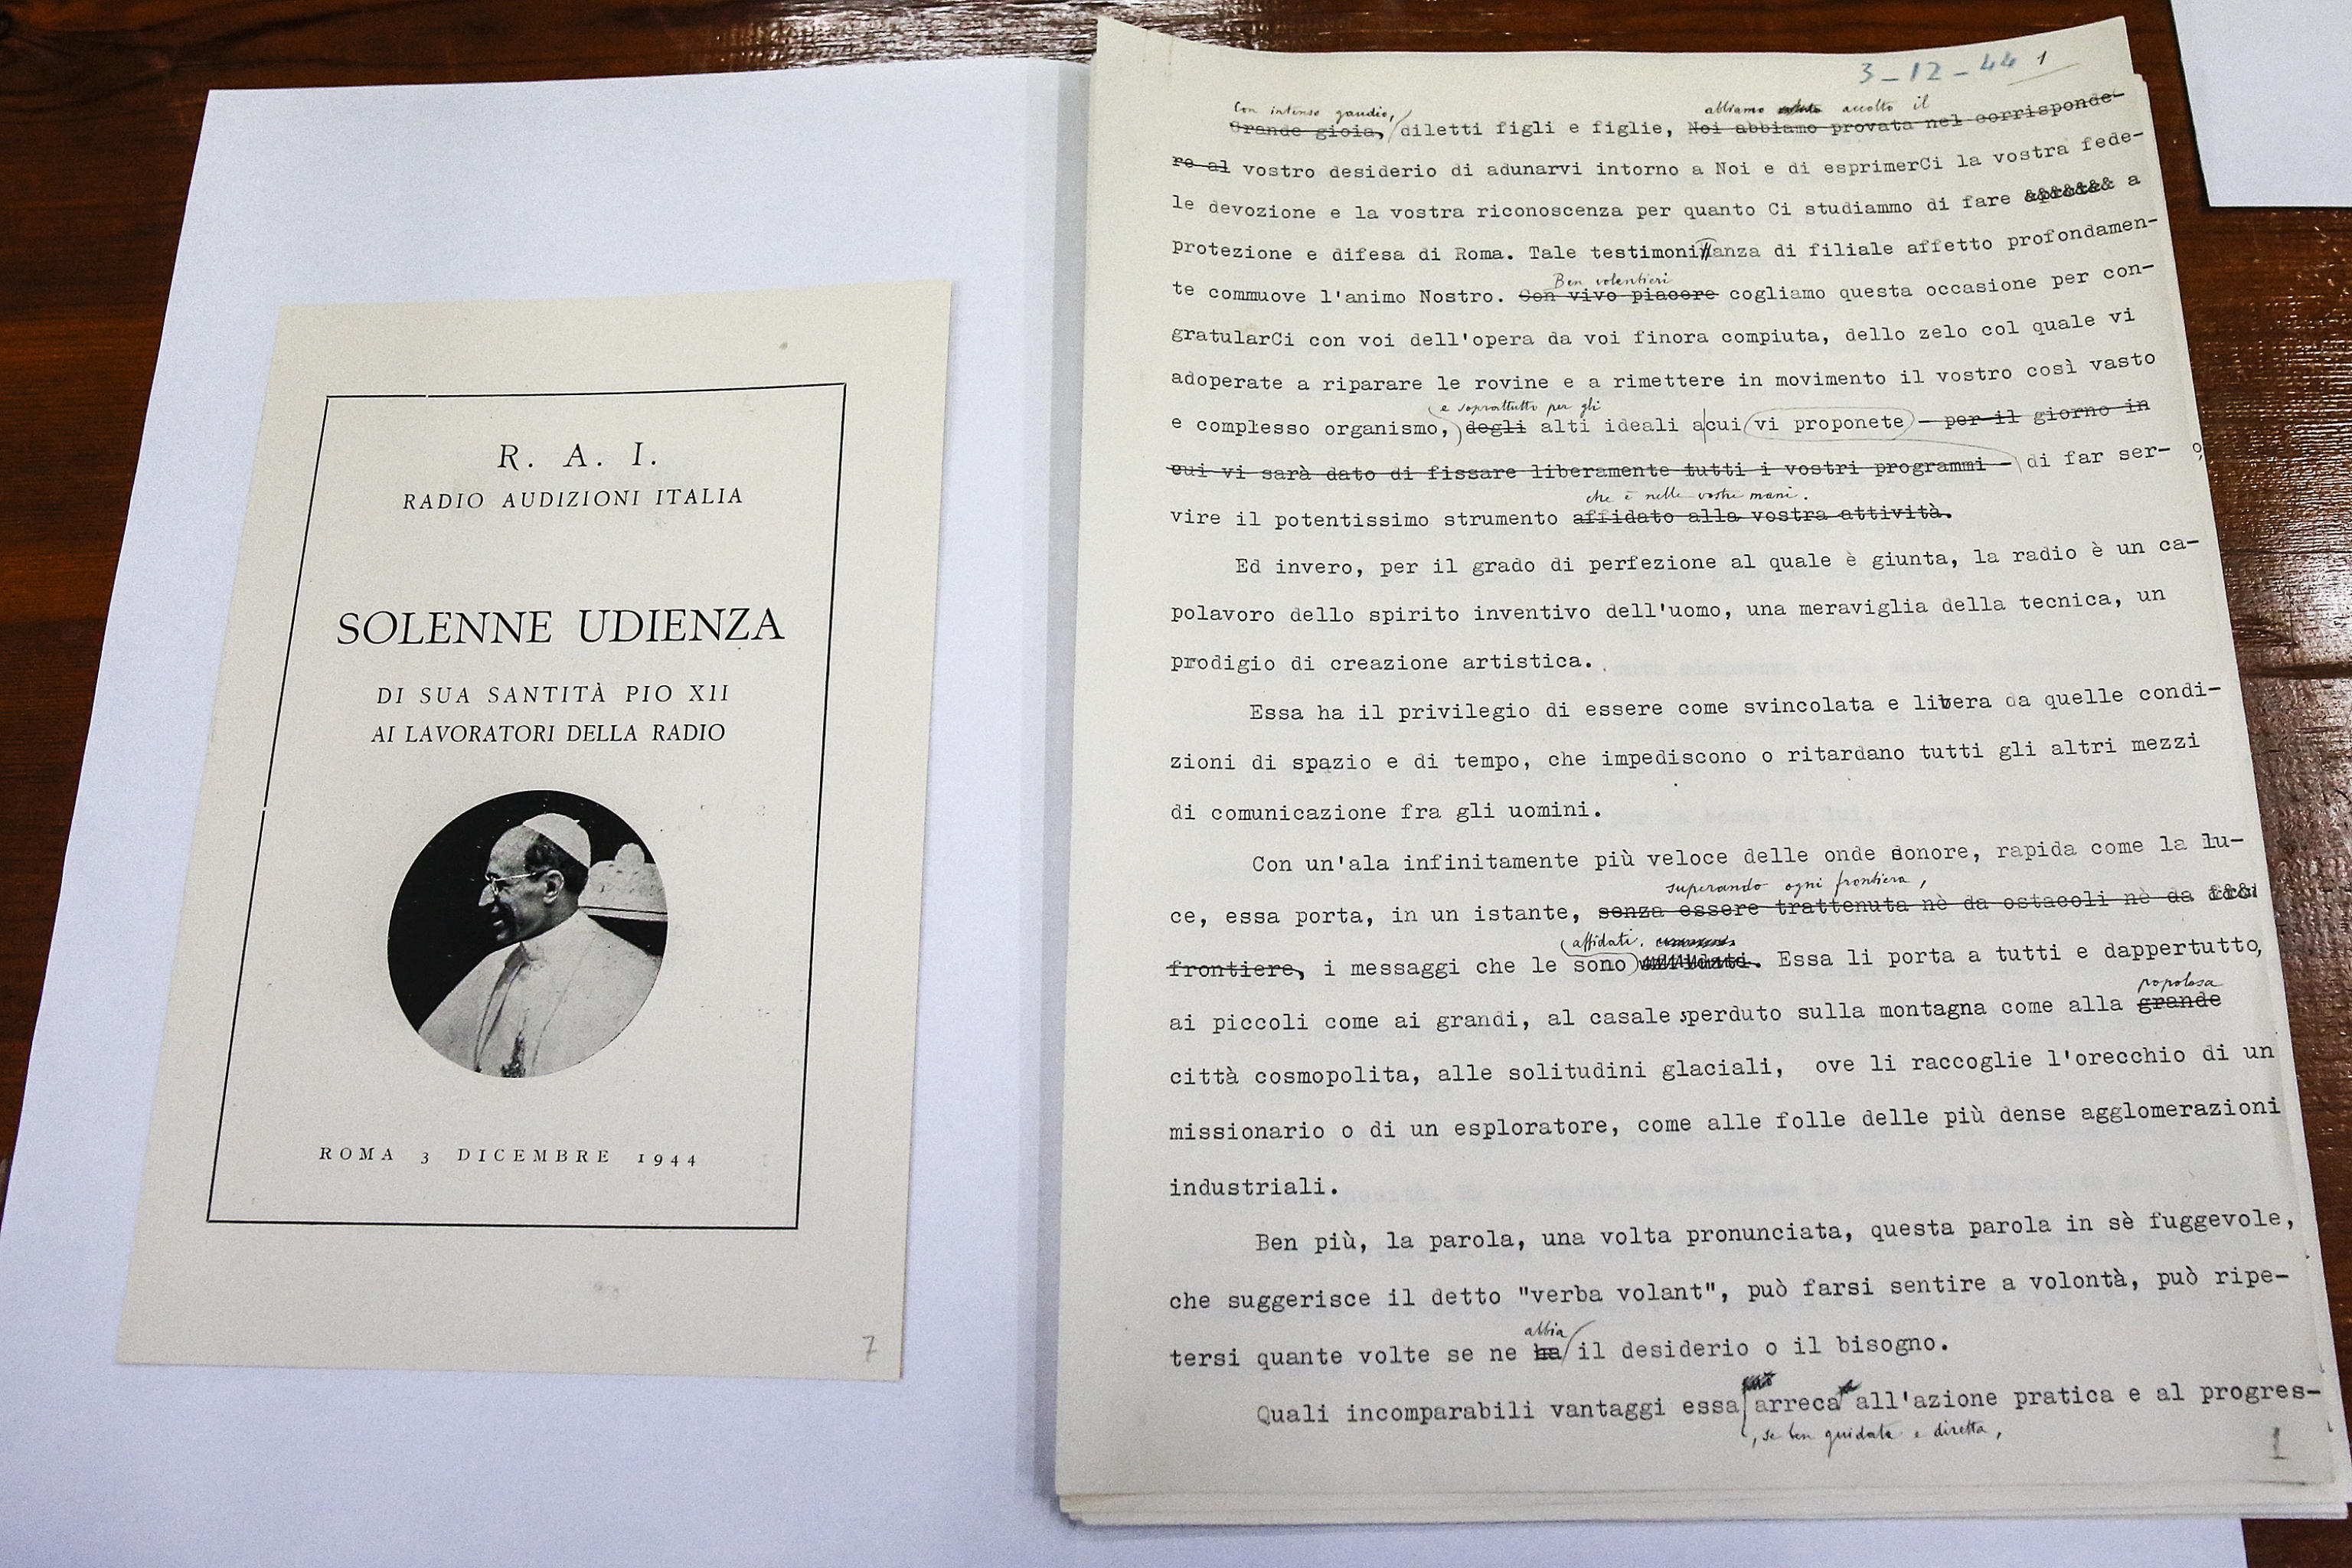 R. A. I.
RADIO AUDIZIONI ITALIA
SOLENNE UDIENZA
DI SUA SANTITÀ PIO XII
AI LAVORATORI DELLA RADIO
ROMA 3 DICEMBRE 1944
7
3-12-44 1
Con intenso gaudio, abbiamo accolto il
Grande gioia, diletti figli e figlie, Noi abbiamo provata nel corrisponde-
re al vostro desiderio di adunarvi intorno a Noi e di esprimerCi la vostra fede-
le devozione e la vostra riconoscenza per quanto Ci studiammo di fare a
protezione e difesa di Roma. Tale testimonianza di filiale affetto profondamen-
Ben volentieri
te commuove l'animo Nostro. Con vivo piacere cogliamo questa occasione per con-
gratularCi con voi dell'opera da voi finora compiuta, dello zelo col quale vi
adoperate a riparare le rovine e a rimettere in movimento il vostro così vasto
e soprattutto per gli
e complesso organismo, degli alti ideali a cui vi proponete - per il giorno in
cui vi sarà dato di fissare liberamente tutti i vostri programmi - di far ser-
che è nelle vostre mani.
vire il potentissimo strumento affidato alla vostra attività.
Ed invero, per il grado di perfezione al quale è giunta, la radio è un ca-
polavoro dello spirito inventivo dell'uomo, una meraviglia della tecnica, un
prodigio di creazione artistica.
Essa ha il privilegio di essere come svincolata e libera da quelle condi-
zioni di spazio e di tempo, che impediscono o ritardano tutti gli altri mezzi
di comunicazione fra gli uomini.
Con un'ala infinitamente più veloce delle onde sonore, rapida come la lu-
superando ogni frontiera,
ce, essa porta, in un istante, senza essere trattenuta nè da ostacoli nè da
affidati.
frontiere, i messaggi che le sono . Essa li porta a tutti e dappertutto,
popolosa
ai piccoli come ai grandi, al casale sperduto sulla montagna come alla grande
città cosmopolita, alle solitudini glaciali, ove li raccoglie l'orecchio di un
missionario o di un esploratore, come alle folle delle più dense agglomerazioni
industriali.
Ben più, la parola, una volta pronunciata, questa parola in sè fuggevole,
che suggerisce il detto "verba volant", può farsi sentire a volontà, può ripe-
abbia
tersi quante volte se ne ha il desiderio o il bisogno.
Quali incomparabili vantaggi essa arreca all'azione pratica e al progres-
, se ben guidata e diretta,
1